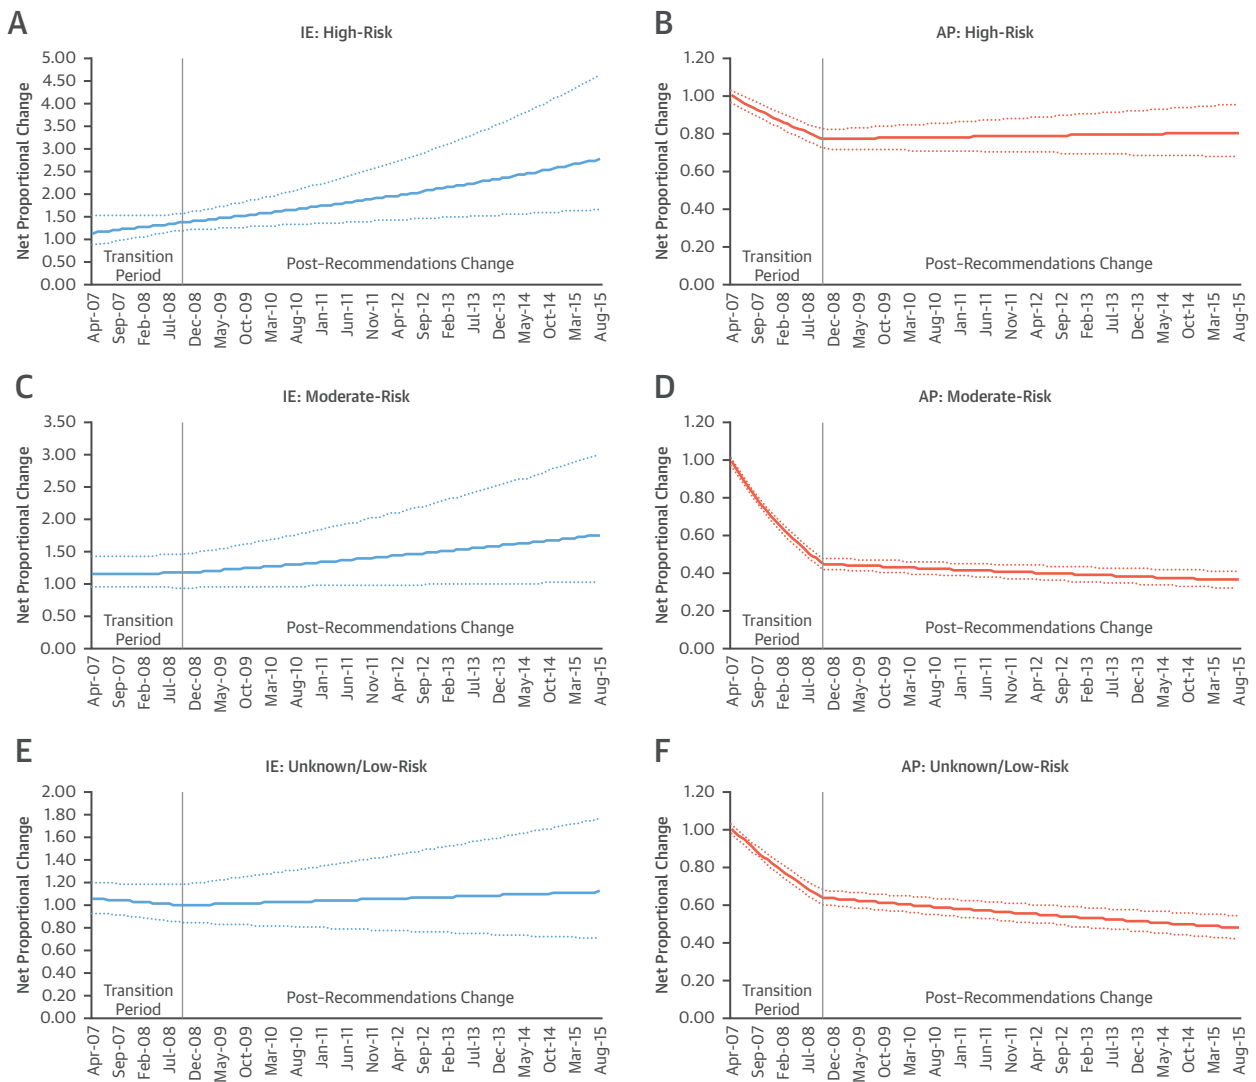 A
IE: High-Risk
Net Proportional Change
5.00
4.50
4.00
3.50
3.00
2.50
2.00
1.50
1.00
0.50
0.00
Transition
Period
Post–Recommendations Change
Apr-07
Sep-07
Feb-08
Jul-08
Dec-08
May-09
Oct-09
Mar-10
Aug-10
Jan-11
Jun-11
Nov-11
Apr-12
Sep-12
Feb-13
Jul-13
Dec-13
May-14
Oct-14
Mar-15
Aug-15
B
AP: High-Risk
Net Proportional Change
1.20
1.00
0.80
0.60
0.40
0.20
0.00
Transition
Period
Post–Recommendations Change
Apr-07
Sep-07
Feb-08
Jul-08
Dec-08
May-09
Oct-09
Mar-10
Aug-10
Jan-11
Jun-11
Nov-11
Apr-12
Sep-12
Feb-13
Jul-13
Dec-13
May-14
Oct-14
Mar-15
Aug-15
C
IE: Moderate-Risk
Net Proportional Change
3.50
3.00
2.50
2.00
1.50
1.00
0.50
0.00
Transition
Period
Post–Recommendations Change
Apr-07
Sep-07
Feb-08
Jul-08
Dec-08
May-09
Oct-09
Mar-10
Aug-10
Jan-11
Jun-11
Nov-11
Apr-12
Sep-12
Feb-13
Jul-13
Dec-13
May-14
Oct-14
Mar-15
Aug-15
D
AP: Moderate-Risk
Net Proportional Change
1.20
1.00
0.80
0.60
0.40
0.20
0.00
Transition
Period
Post–Recommendations Change
Apr-07
Sep-07
Feb-08
Jul-08
Dec-08
May-09
Oct-09
Mar-10
Aug-10
Jan-11
Jun-11
Nov-11
Apr-12
Sep-12
Feb-13
Jul-13
Dec-13
May-14
Oct-14
Mar-15
Aug-15
E
IE: Unknown/Low-Risk
Net Proportional Change
2.00
1.80
1.60
1.40
1.20
1.00
0.80
0.60
0.40
0.20
0.00
Transition
Period
Post–Recommendations Change
Apr-07
Sep-07
Feb-08
Jul-08
Dec-08
May-09
Oct-09
Mar-10
Aug-10
Jan-11
Jun-11
Nov-11
Apr-12
Sep-12
Feb-13
Jul-13
Dec-13
May-14
Oct-14
Mar-15
Aug-15
F
AP: Unknown/Low-Risk
Net Proportional Change
1.20
1.00
0.80
0.60
0.40
0.20
0.00
Transition
Period
Post–Recommendations Change
Apr-07
Sep-07
Feb-08
Jul-08
Dec-08
May-09
Oct-09
Mar-10
Aug-10
Jan-11
Jun-11
Nov-11
Apr-12
Sep-12
Feb-13
Jul-13
Dec-13
May-14
Oct-14
Mar-15
Aug-15